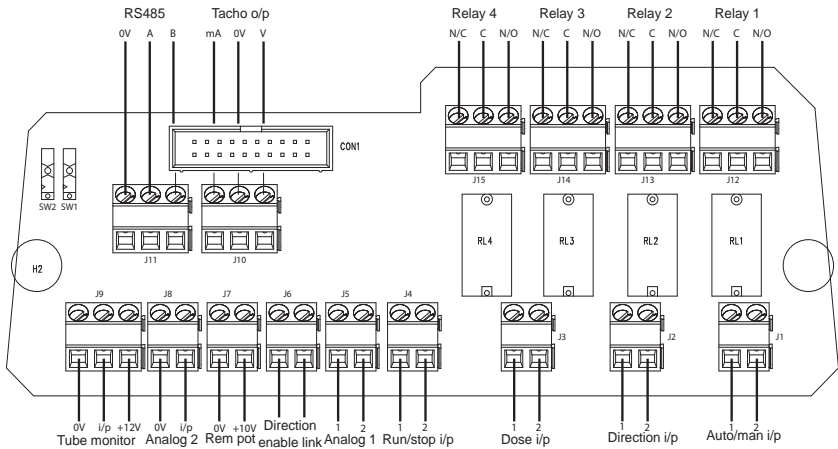 RS485 Tacho o/p Relay 4 Relay 3 Relay 2 Relay 1
0V A B mA 0V V N/C C N/O N/C C N/O N/C C N/O N/C C N/O
CON1
J15 J14 J13 J12
SW2 SW1
J11 J10
RL4 RL3 RL2 RL1
H2
J9 J8 J7 J6 J5 J4
J3 J2 J1
0V i/p +12V 0V i/p 0V +10V 1 2 1 2 1 2 1 2 1 2
Tube monitor Analog 2 Rem pot Direction enable link Analog 1 Run/stop i/p Dose i/p Direction i/p Auto/man i/p